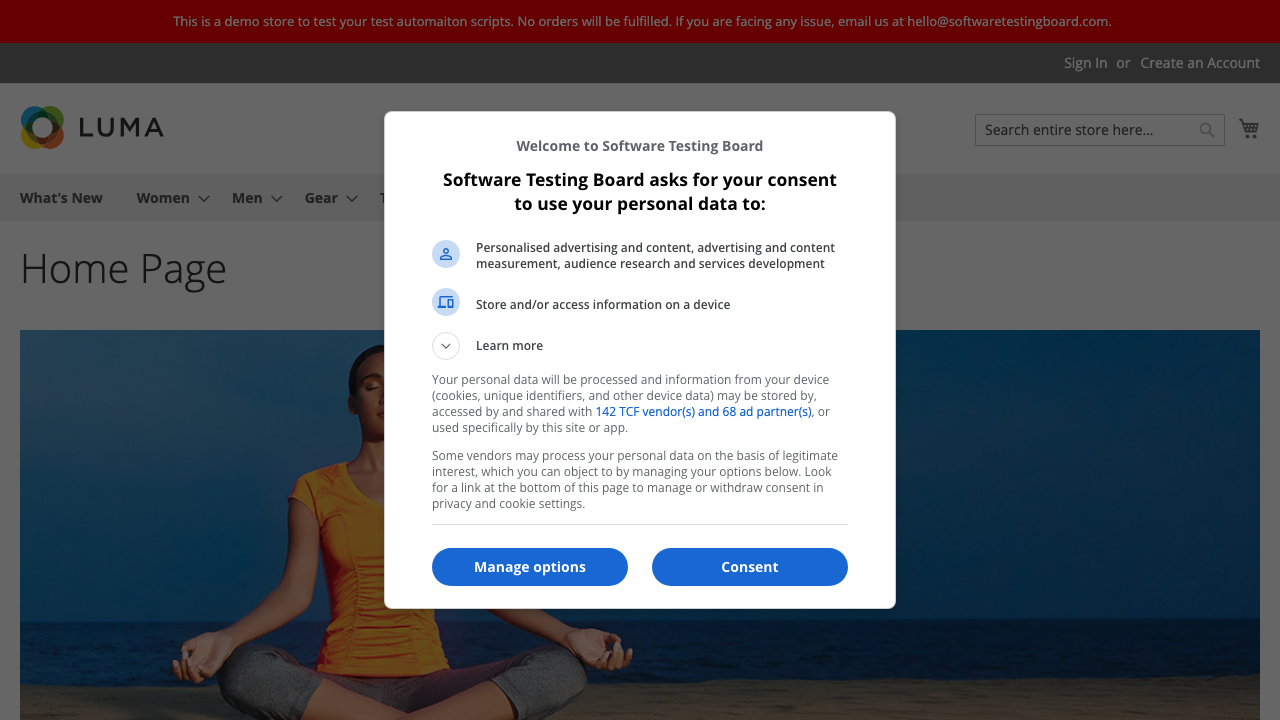 This is a demo store to test your test automaiton scripts. No orders will be fulfilled. If you are facing any issue, email us at hello@softwaretestingboard.com.
Sign In or Create an Account
LUMA
Search entire store here...
What's New Women Men Gear
Home Page
Welcome to Software Testing Board
Software Testing Board asks for your consent
to use your personal data to:
Personalised advertising and content, advertising and content
measurement, audience research and services development
Store and/or access information on a device
Learn more
Your personal data will be processed and information from your device
(cookies, unique identifiers, and other device data) may be stored by,
accessed by and shared with 142 TCF vendor(s) and 68 ad partner(s), or
used specifically by this site or app.
Some vendors may process your personal data on the basis of legitimate
interest, which you can object to by managing your options below. Look
for a link at the bottom of this page to manage or withdraw consent in
privacy and cookie settings.
Manage options
Consent